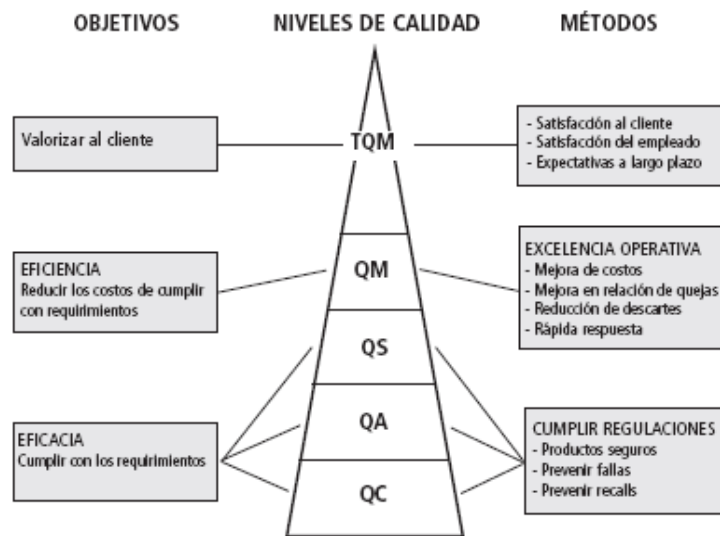 OBJETIVOS
NIVELES DE CALIDAD
MÉTODOS
Valorizar al cliente
TQM
- Satisfacción al cliente
- Satisfacción del empleado
- Expectativas a largo plazo
EFICIENCIA
Reducir los costos de cumplir
con requirimientos
QM
EXCELENCIA OPERATIVA
- Mejora de costos
- Mejora en relación de quejas
- Reducción de descartes
- Rápida respuesta
QS
EFICACIA
Cumplir con los requirimientos
QA
QC
CUMPLIR REGULACIONES
- Productos seguros
- Prevenir fallas
- Prevenir recalls